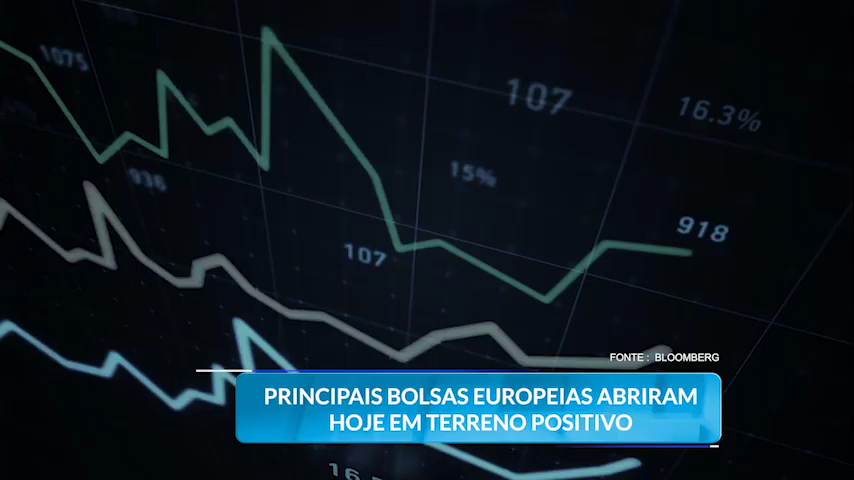 1075
107
16.3%
15%
936
918
107
FONTE : BLOOMBERG
PRINCIPAIS BOLSAS EUROPEIAS ABRIRAM
HOJE EM TERRENO POSITIVO